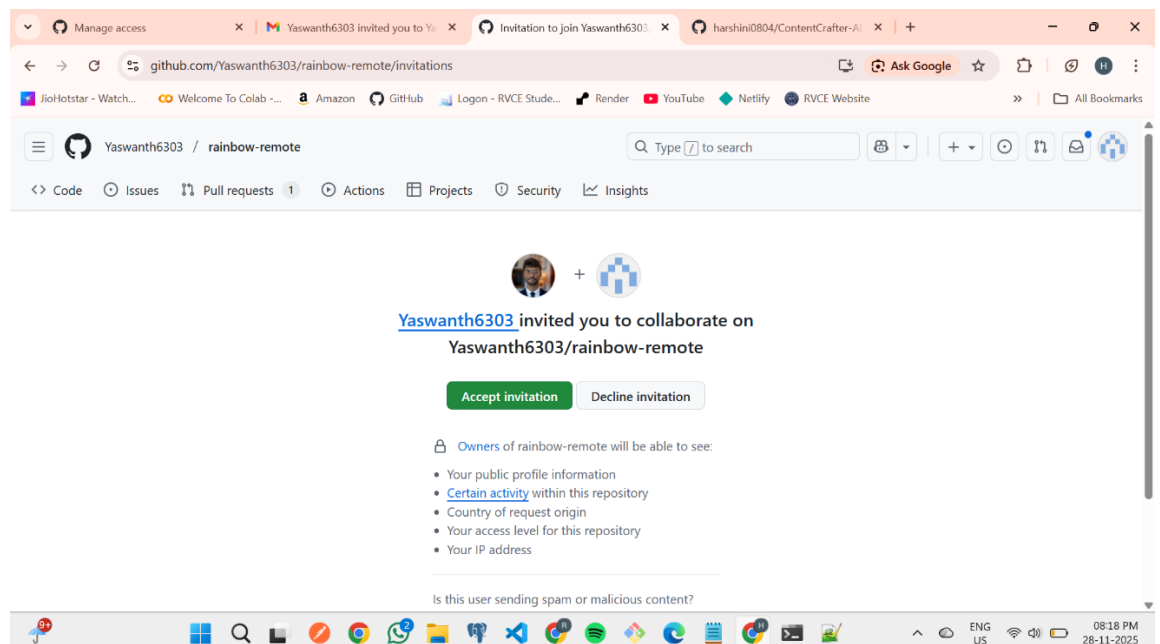 Manage access
Yaswanth6303 invited you to Ya
Invitation to join Yaswanth6303
harshini0804/ContentCrafter-AI
github.com/Yaswanth6303/rainbow-remote/invitations
Ask Google
H
JioHotstar - Watch...
Welcome To Colab -...
Amazon
GitHub
Logon - RVCE Stude...
Render
YouTube
Netlify
RVCE Website
»
All Bookmarks
Yaswanth6303 / rainbow-remote
Type / to search
Code
Issues
Pull requests 1
Actions
Projects
Security
Insights
Yaswanth6303 invited you to collaborate on
Yaswanth6303/rainbow-remote
Accept invitation
Decline invitation
Owners of rainbow-remote will be able to see:
• Your public profile information
• Certain activity within this repository
• Country of request origin
• Your access level for this repository
• Your IP address
Is this user sending spam or malicious content?
9+
2
R
H
ENG
US
08:18 PM
28-11-2025